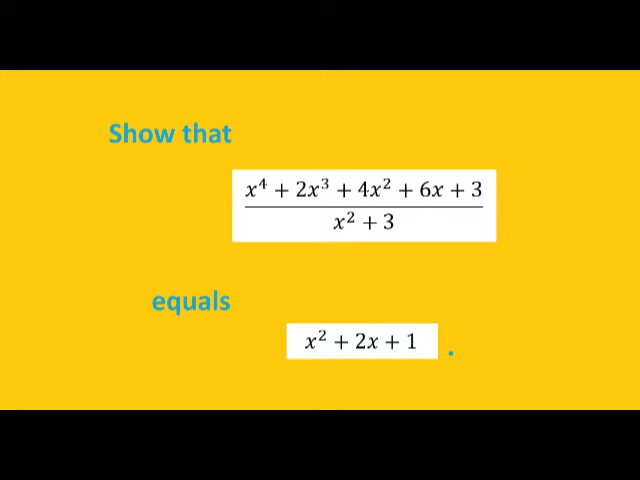 Show that
x⁴ + 2x³ + 4x² + 6x + 3
x² + 3
equals
x² + 2x + 1 .